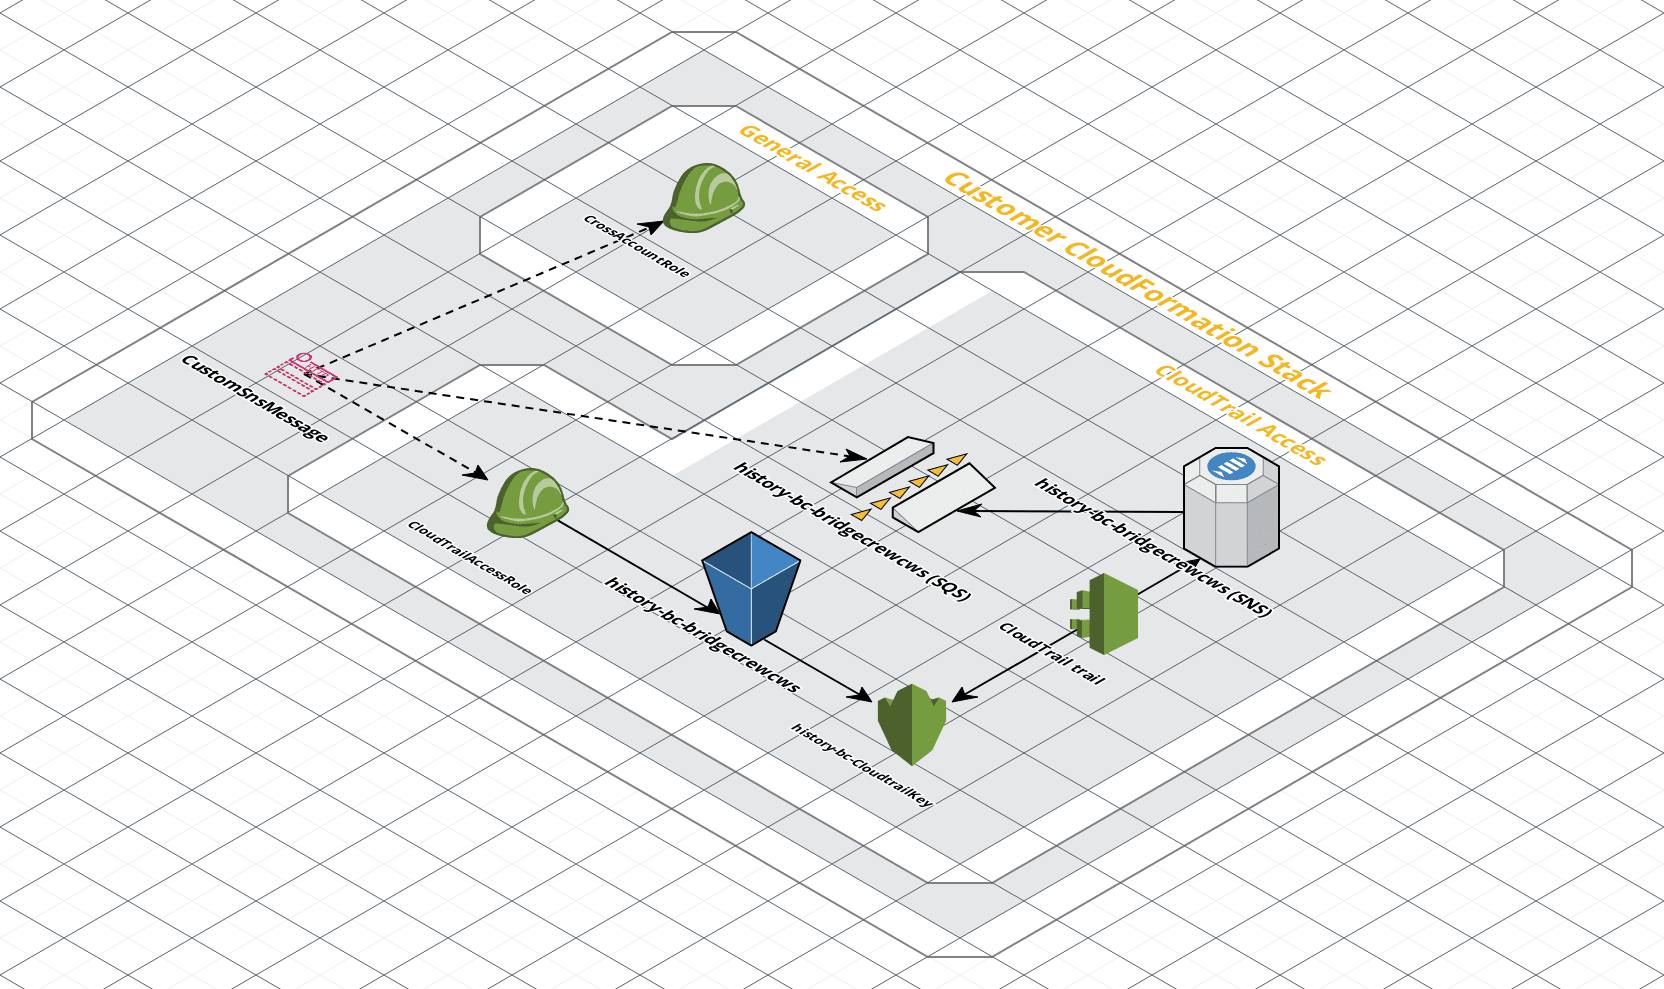 General Access
Customer CloudFormation Stack
CrossAccountRole
CustomSnsMessage
CloudTrail Access
history-bc-bridgecrewcws (SQS)
history-bc-bridgecrewcws (SNS)
CloudTrailAccessRole
history-bc-bridgecrewcws
CloudTrail trail
history-bc-CloudtrailKey